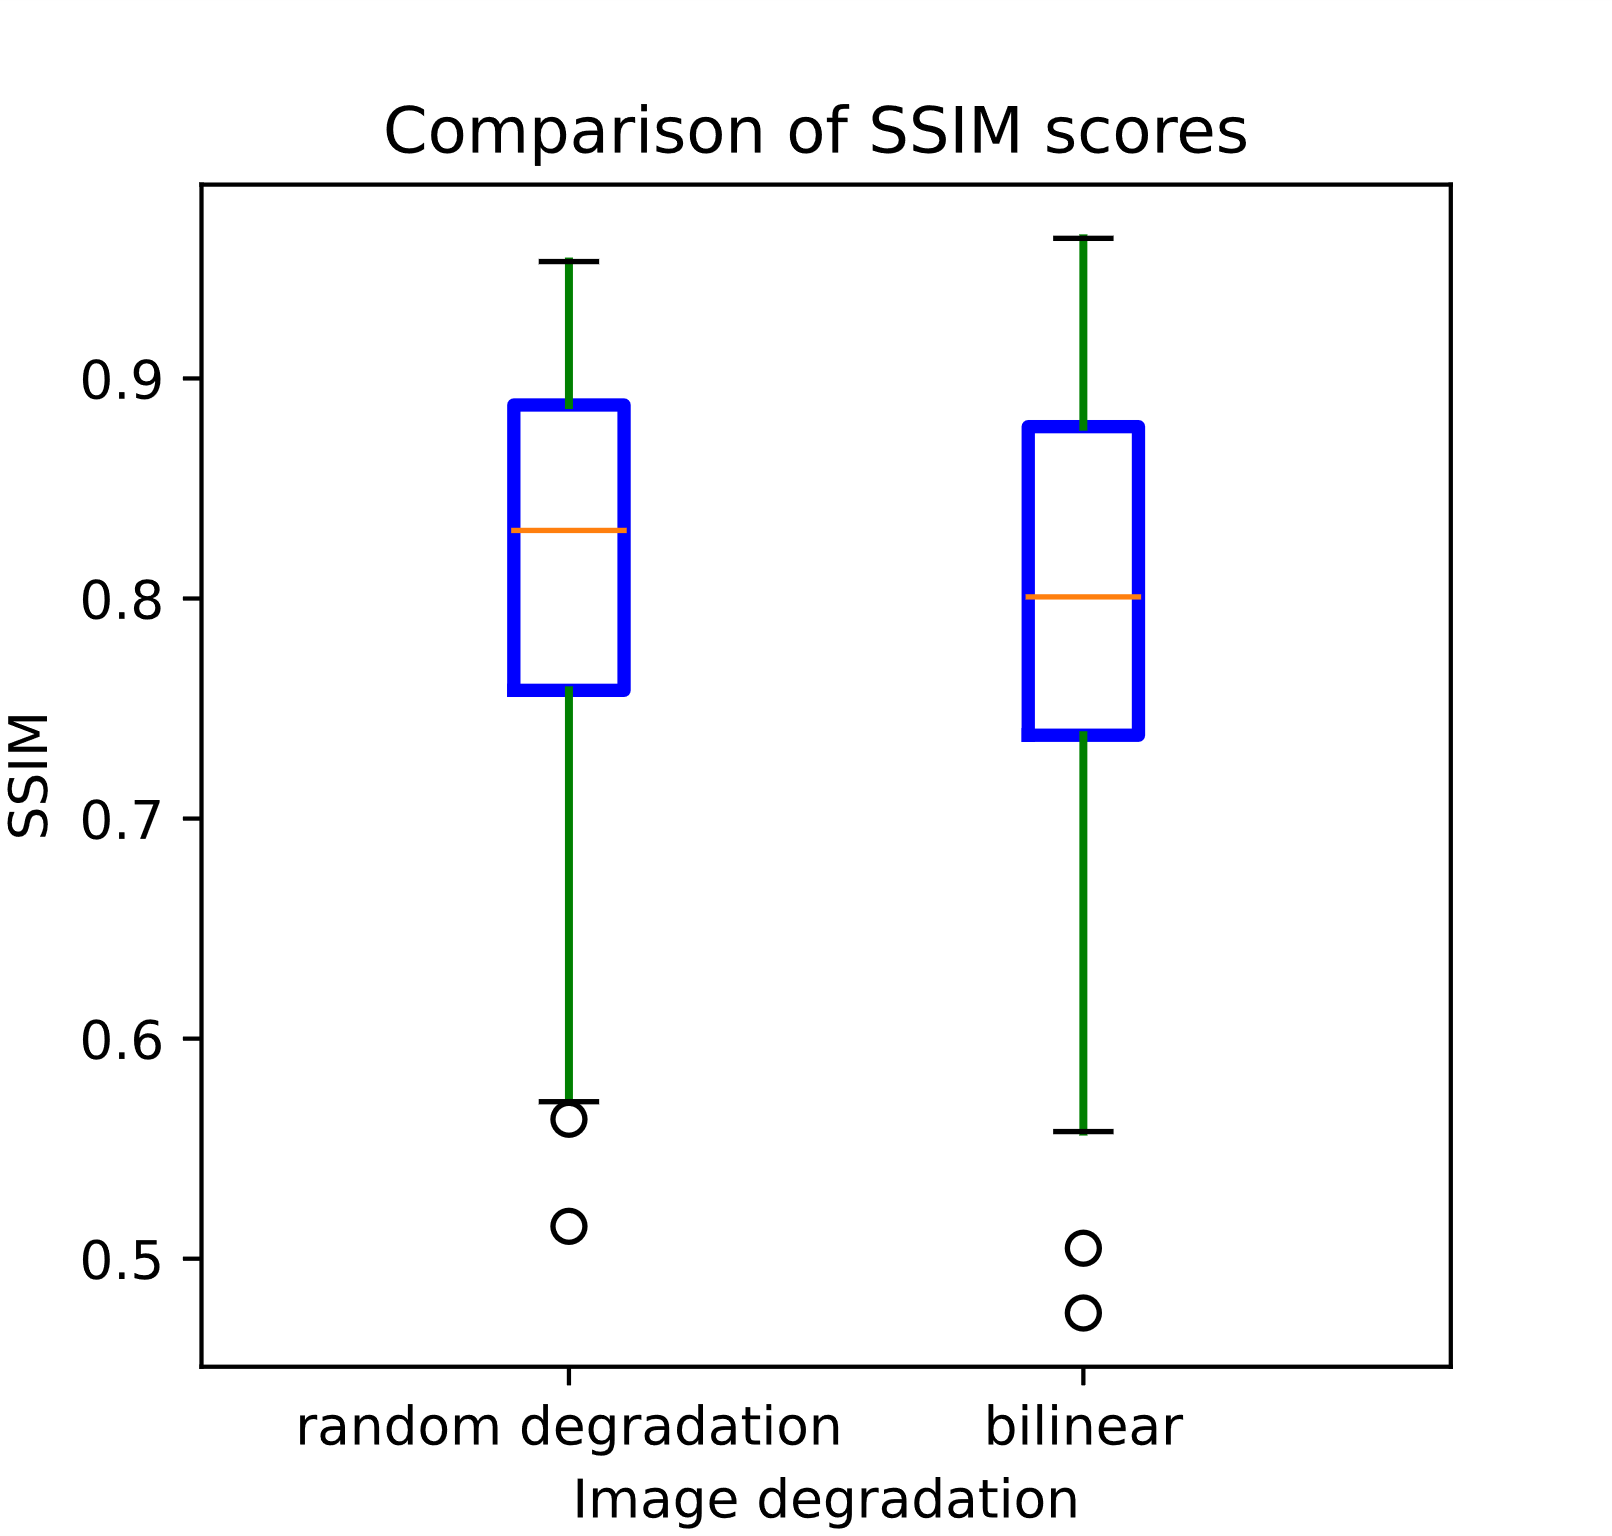 Comparison of SSIM scores
SSIM
0.9
0.8
0.7
0.6
0.5
random degradation
bilinear
Image degradation